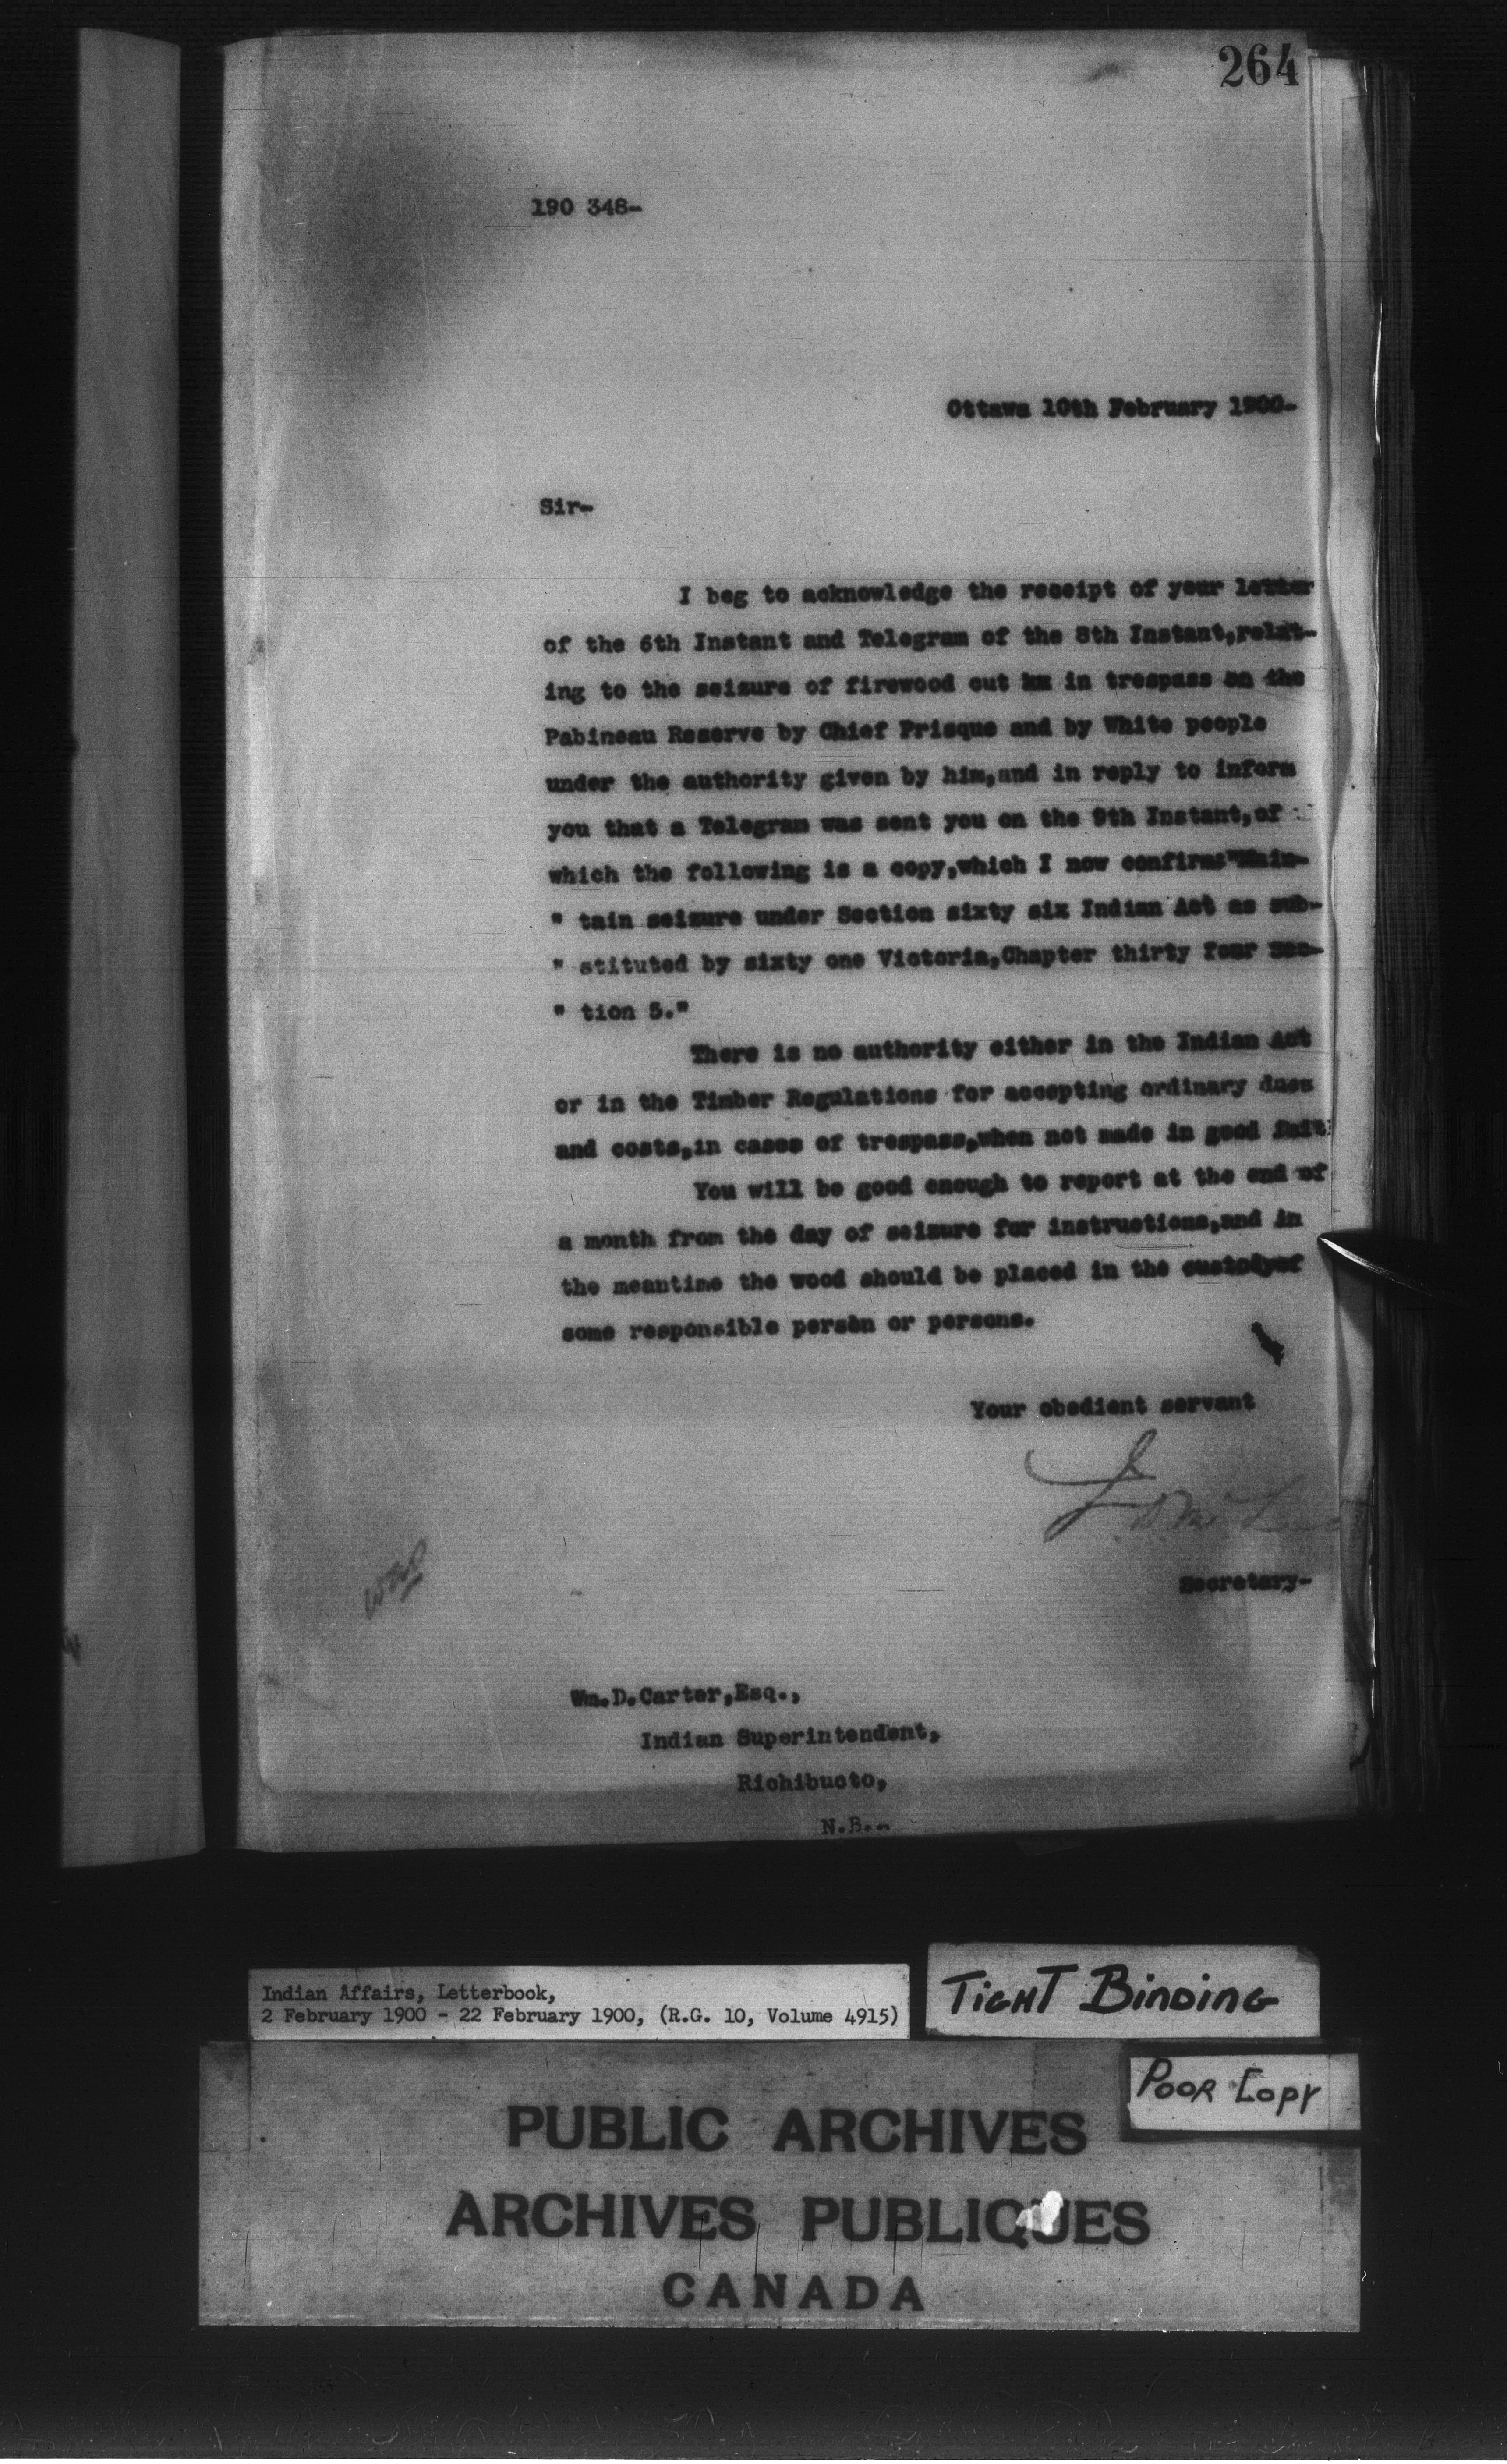 264
190 348-
Ottawa 10th February 1900-
Sir-
I beg to acknowledge the receipt of your letter
of the 6th Instant and Telegram of the 8th Instant,relat-
ing to the seizure of firewood cut in trespass on the
Pabineau Reserve by Chief Prisque and by White people
under the authority given by him,and in reply to inform
you that a Telegram was sent you on the 9th Instant,of
which the following is a copy,which I now confirm:"Main-
" tain seizure under Section sixty six Indian Act as sub-
" stituted by sixty one Victoria,Chapter thirty four Sec-
" tion 5."
There is no authority either in the Indian Act
or in the Timber Regulations for accepting ordinary dues
and costs,in cases of trespass,when not made in good fait
You will be good enough to report at the end of
a month from the day of seizure for instructions,and in
the meantime the wood should be placed in the custodyof
some responsible person or persons.
Your obedient servant
Secretary-
Wm.D.Carter,Esq.,
Indian Superintendent,
Richibucto,
N.B.-
Indian Affairs, Letterbook,
2 February 1900 - 22 February 1900, (R.G. 10, Volume 4915)
TIGHT BINDING
POOR COPY
PUBLIC ARCHIVES
ARCHIVES PUBLIQUES
CANADA